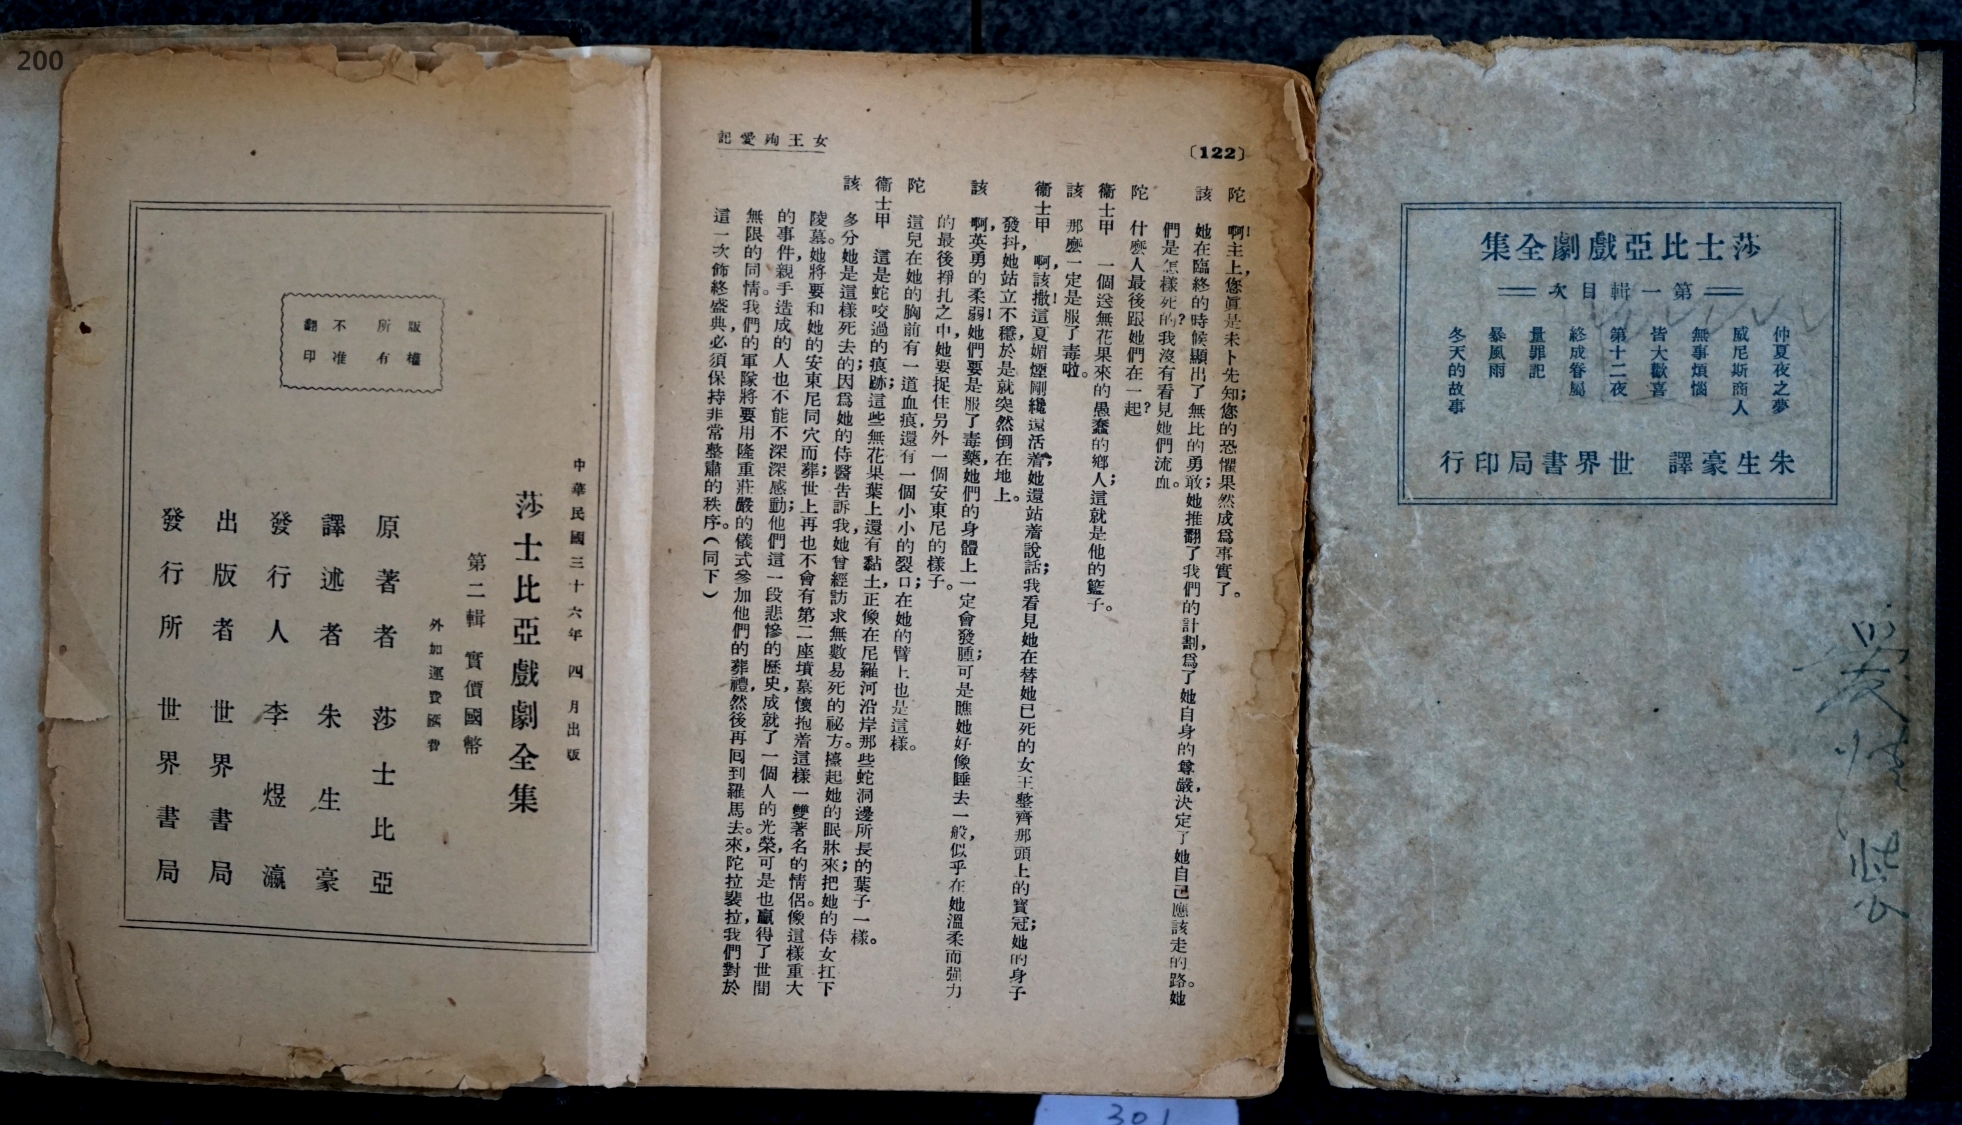 200
中華民國三十六年四月出版
莎士比亞戲劇全集
第二輯 實價國幣
外加運費匯費
原著者 莎士比亞
譯述者 朱生豪
發行人 李煜瀛
出版者 世界書局
發行所 世界書局
版權
所有
不准
翻印
女王殉愛記
〔122〕
陀 啊!主上,您眞是未卜先知;您的恐懼果然成爲事實了。
該 她在臨終的時候顯出了無比的勇敢;她推翻了我們的計劃,爲了她自身的尊嚴,決定了她自己應該走的路。她
們是怎樣死的?我沒有看見她們流血。
陀 什麽人最後跟她們在一起?
衞士甲 一個送無花果來的愚蠢的鄉人;這就是他的籃子。
該 那麽一定是服了毒啦。
衞士甲 啊,該撒!這夏媚煙剛纔還活着;她還站着說話;我看見她在替她已死的女王整齊那頭上的寶冠;她的身子
發抖,她站立不穩,於是就突然倒在地上。
該 啊,英勇的柔弱!她們要是服了毒藥,她們的身體上一定會發腫;可是瞧她好像睡去一般,似乎在她溫柔而强力
的最後掙扎之中,她要捉住另外一個安東尼的樣子。
陀 這兒在她的胸前有一道血痕,還有一個小小的裂口;在她的臂上也是這樣。
衞士甲 這是蛇咬過的痕跡;這些無花果葉上還有黏土,正像在尼羅河沿岸那些蛇洞邊所長的葉子一樣。
該 多分她是這樣死去的;因爲她的侍醫告訴我,她曾經訪求無數易死的秘方。擡起她的眠牀來;把她的侍女扛下
陵墓。她將要和她的安東尼同穴而葬;世上再也不會有第二座墳墓懷抱着這樣一雙著名的情侶。像這樣重大
的事件,親手造成的人也不能不深深感動;他們這一段悲慘的歷史,成就了一個人的光榮,可是也贏得了世間
無限的同情。我們的軍隊將要用隆重莊嚴的儀式參加他們的葬禮,然後再回到羅馬去。來,陀拉裴拉,我們對於
這一次飾終盛典,必須保持非常整肅的秩序。(同下)
莎士比亞戲劇全集
第一輯目次
仲夏夜之夢
威尼斯商人
無事煩惱
皆大歡喜
第十二夜
終成眷屬
量罪記
暴風雨
冬天的故事
朱生豪譯 世界書局印行
301